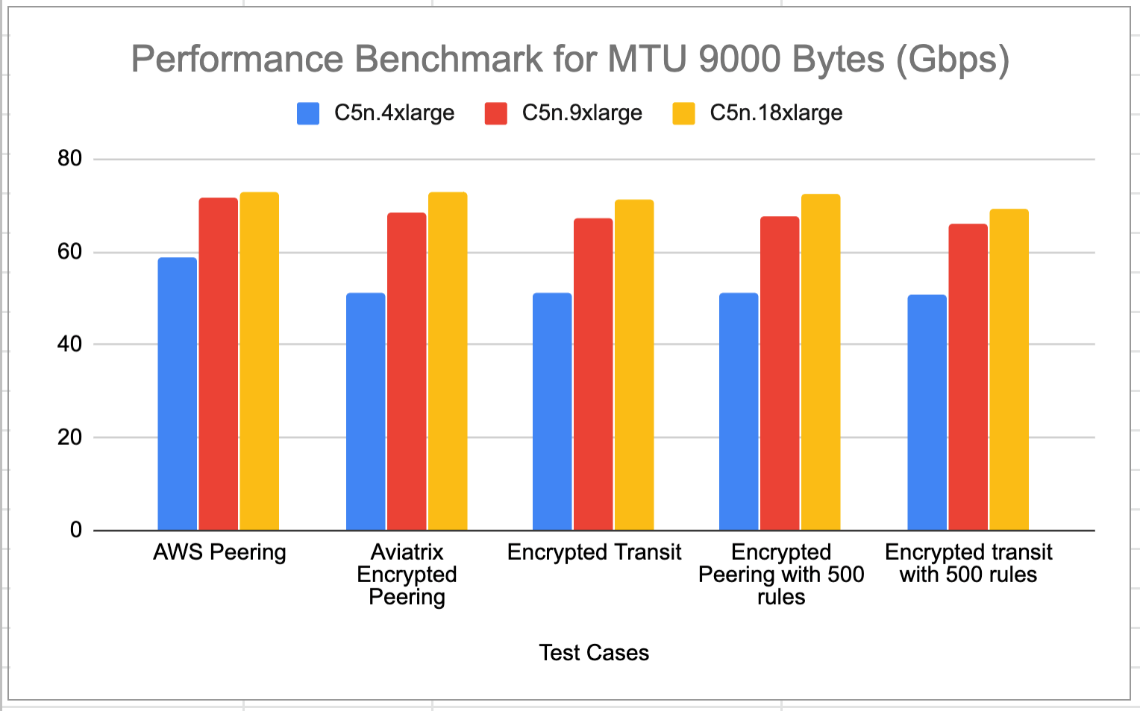 Performance Benchmark for MTU 9000 Bytes (Gbps)
C5n.4xlarge C5n.9xlarge C5n.18xlarge
80
60
40
20
0
AWS Peering
Aviatrix
Encrypted
Peering
Encrypted Transit
Encrypted
Peering with 500
rules
Encrypted transit
with 500 rules
Test Cases